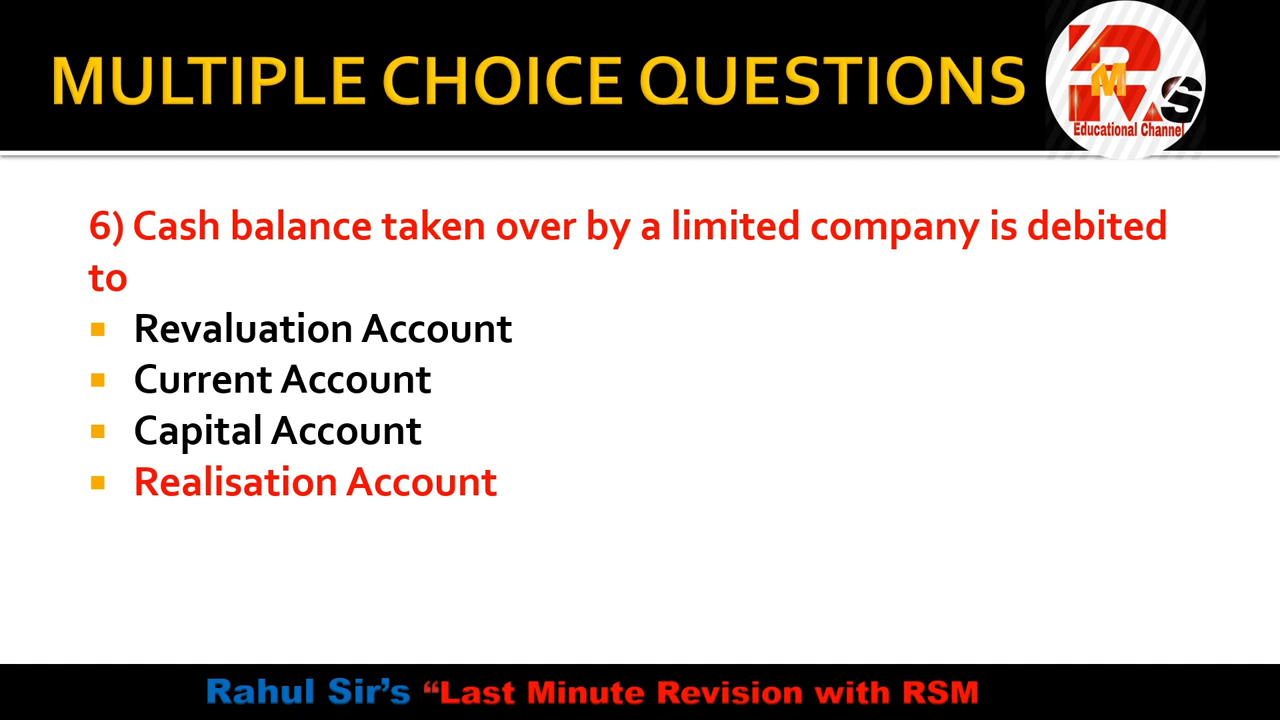 MULTIPLE CHOICE QUESTIONS
RMS
Educational Channel
6) Cash balance taken over by a limited company is debited
to
Revaluation Account
Current Account
Capital Account
Realisation Account
Rahul Sir's “Last Minute Revision with RSM